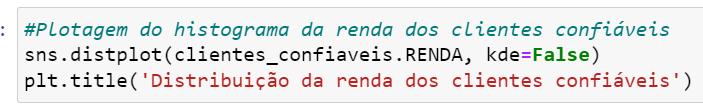 : #Plotagem do histograma da renda dos clientes confiáveis
sns.distplot(clientes_confiaveis.RENDA, kde=False)
plt.title('Distribuição da renda dos clientes confiáveis')